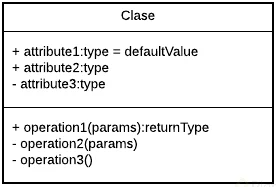 Clase
+ attribute1:type = defaultValue
+ attribute2:type
- attribute3:type
+ operation1(params):returnType
- operation2(params)
- operation3()